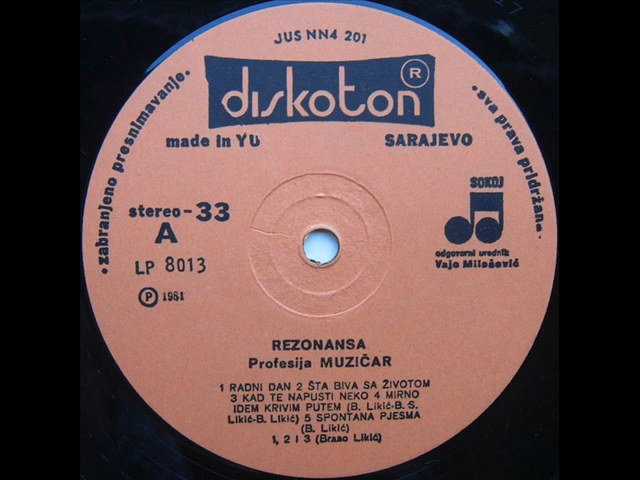 JUS NN4 201
diskoton ®
made in YU SARAJEVO
• zabranjeno presnimavanje •
• sva prava pridržana •
stereo - 33
A
LP 8013
℗ 1981
SOKOJ
odgovorni urednik
Vajo Milošević
REZONANSA
Profesija MUZIČAR
1 RADNI DAN 2 ŠTA BIVA SA ŽIVOTOM
3 KAD TE NAPUSTI NEKO 4 MIRNO
IDEM KRIVIM PUTEM (B. Likić-B. S.
Likić-B. Likić) 5 SPONTANA PJESMA
(B. Likić)
1, 2 i 3 (Braso Likić)